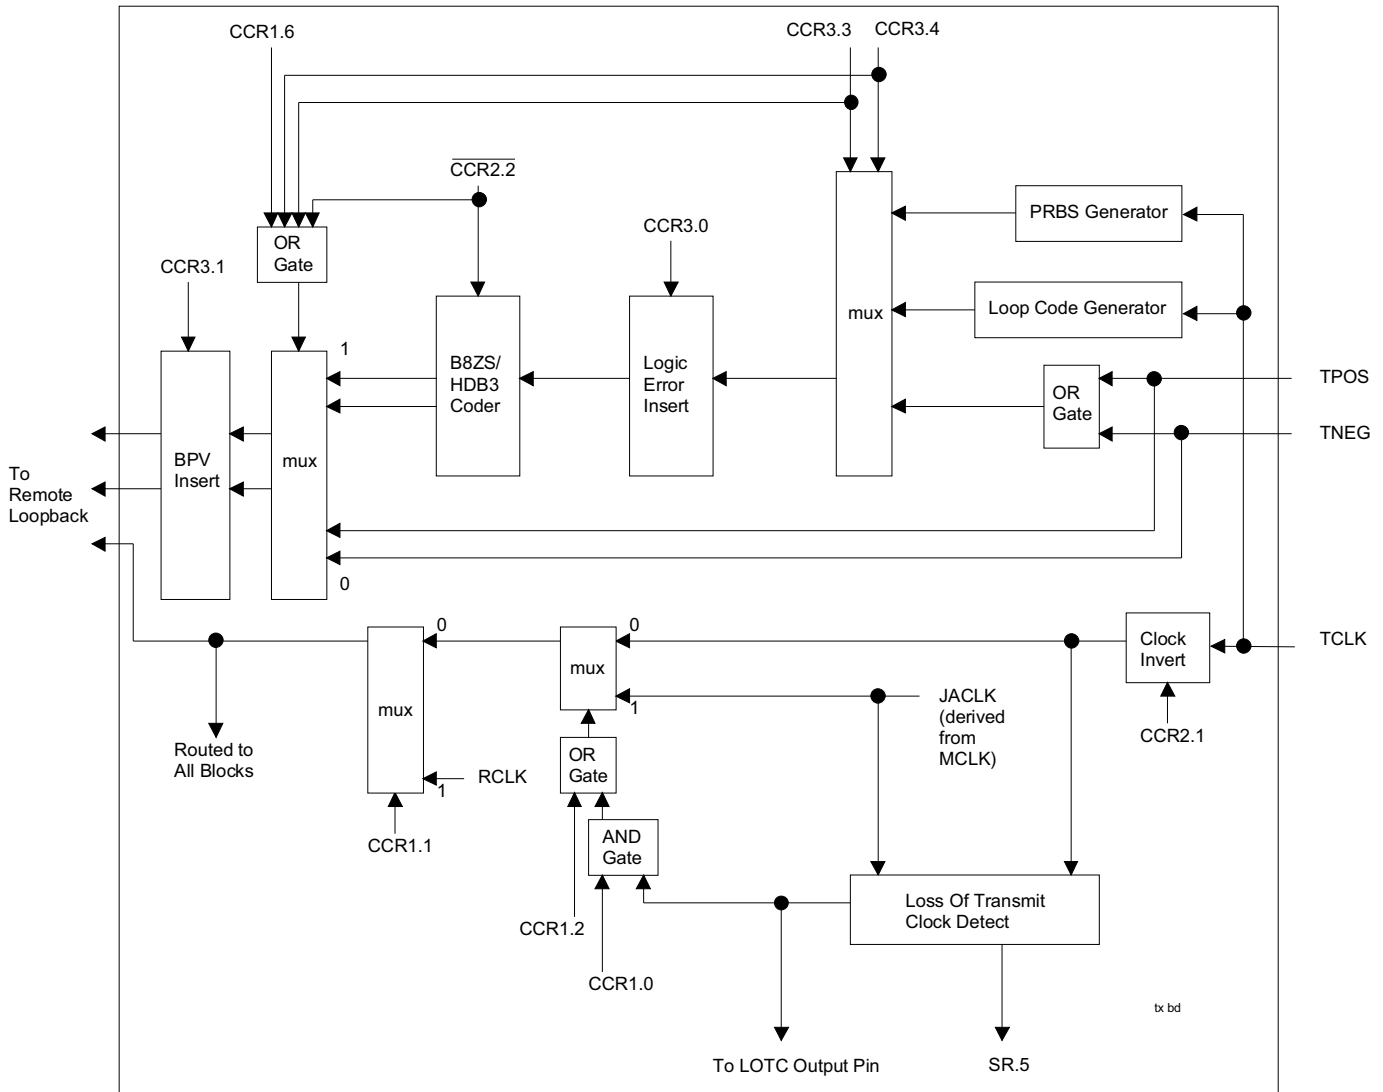 CCR1.6
CCR3.3
CCR3.4
CCR2.2
PRBS Generator
CCR3.0
OR
Gate
CCR3.1
Loop Code Generator
mux
1
B8ZS/
HDB3
Coder
Logic
Error
Insert
OR
Gate
TPOS
TNEG
BPV
Insert
mux
To
Remote
Loopback
0
0
0
Clock
Invert
TCLK
mux
mux
1
JACLK
(derived
from
MCLK)
CCR2.1
Routed to
All Blocks
OR
Gate
RCLK
1
CCR1.1
AND
Gate
Loss Of Transmit
Clock Detect
CCR1.2
CCR1.0
tx bd
To LOTC Output Pin
SR.5